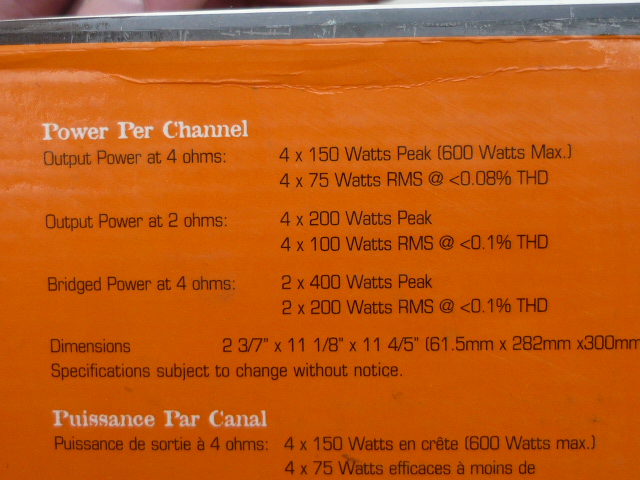 Power Per Channel
Output Power at 4 ohms: 4 x 150 Watts Peak (600 Watts Max.)
4 x 75 Watts RMS @ <0.08% THD
Output Power at 2 ohms: 4 x 200 Watts Peak
4 x 100 Watts RMS @ <0.1% THD
Bridged Power at 4 ohms: 2 x 400 Watts Peak
2 x 200 Watts RMS @ <0.1% THD
Dimensions 2 3/7" x 11 1/8" x 11 4/5" (61.5mm x 282mm x300mm
Specifications subject to change without notice.
Puissance Par Canal
Puissance de sortie à 4 ohms: 4 x 150 Watts en crête (600 Watts max.)
4 x 75 Watts efficaces à moins de